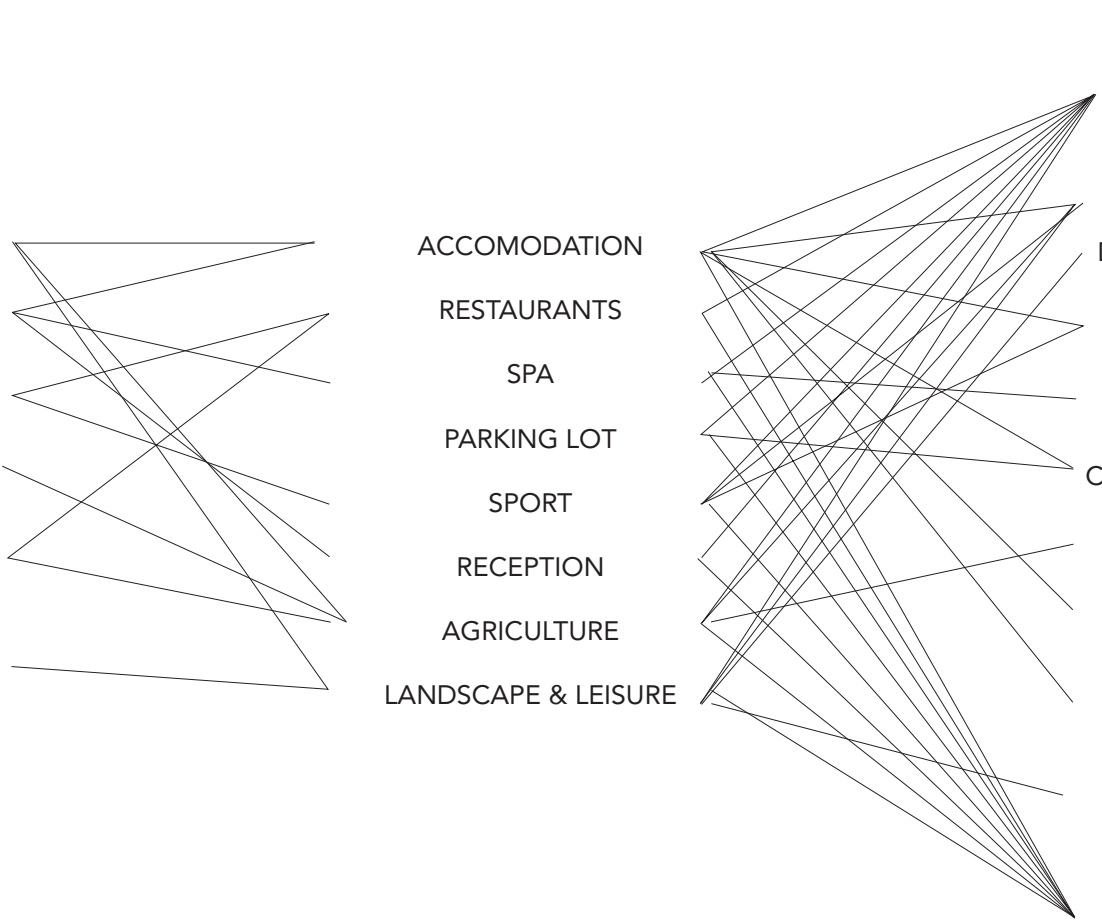 ACCOMODATION
RESTAURANTS
SPA
PARKING LOT
SPORT
RECEPTION
AGRICULTURE
LANDSCAPE & LEISURE